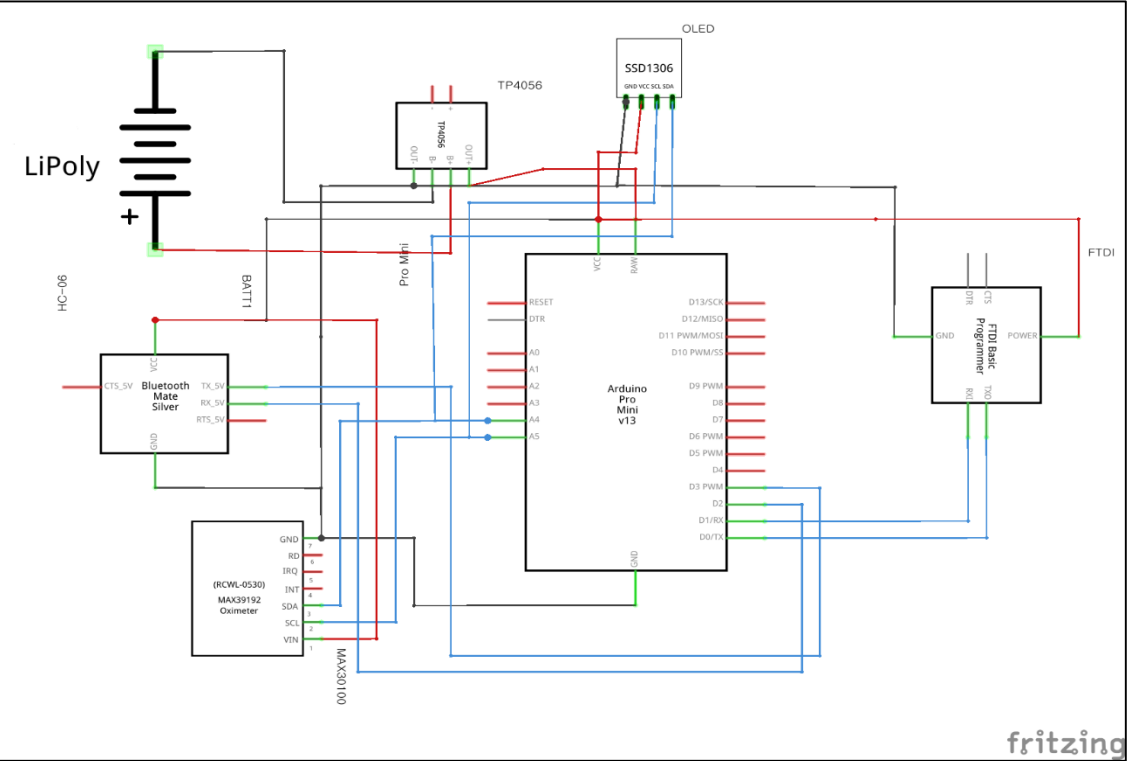 OLED
SSD1306
GND VCC SCL SDA
TP4056
- +
TP4056
OUT- B- B+ OUT+
LiPoly
+
Pro Mini
BATT1
HC-06
FTDI
VCC RAW
DTR CTS
FTDI Basic
Programmer
GND POWER
RXI TXO
RESET
DTR
A0
A1
A2
A3
A4
A5
D13/SCK
D12/MISO
D11 PWM/MOSI
D10 PWM/SS
D9 PWM
D8
D7
D6 PWM
D5 PWM
D4
D3 PWM
D2
D1/RX
D0/TX
Arduino
Pro
Mini
v13
GND
VCC
CTS_5V
Bluetooth
Mate
Silver
TX_5V
RX_5V
RTS_5V
GND
(RCWL-0530)
MAX39192
Oximeter
GND 7
RD 6
IRQ 5
INT 4
SDA 3
SCL 2
VIN 1
MAX30100
fritzing